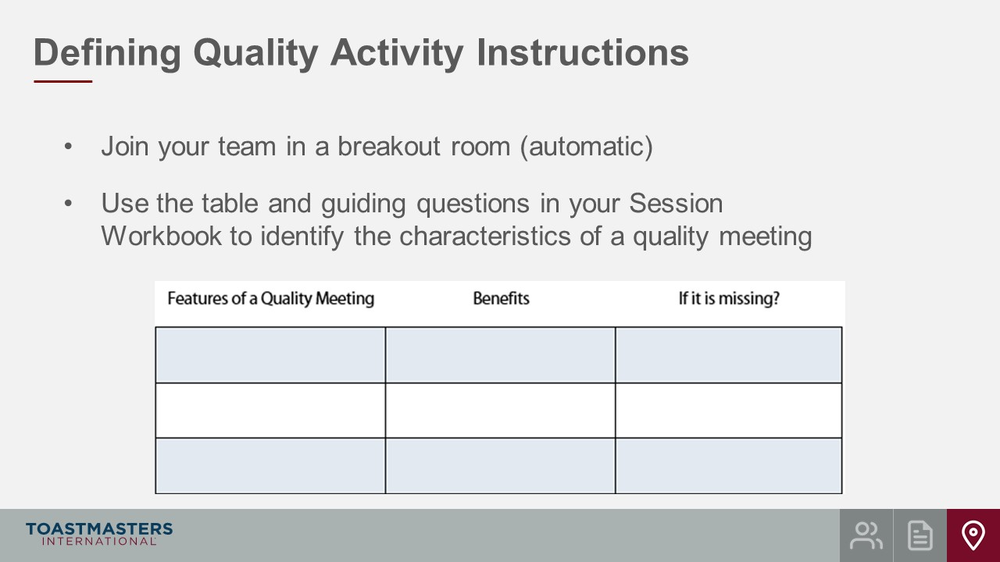 Defining Quality Activity Instructions
• Join your team in a breakout room (automatic)
• Use the table and guiding questions in your Session
Workbook to identify the characteristics of a quality meeting
Features of a Quality Meeting Benefits If it is missing?
TOASTMASTERS
INTERNATIONAL